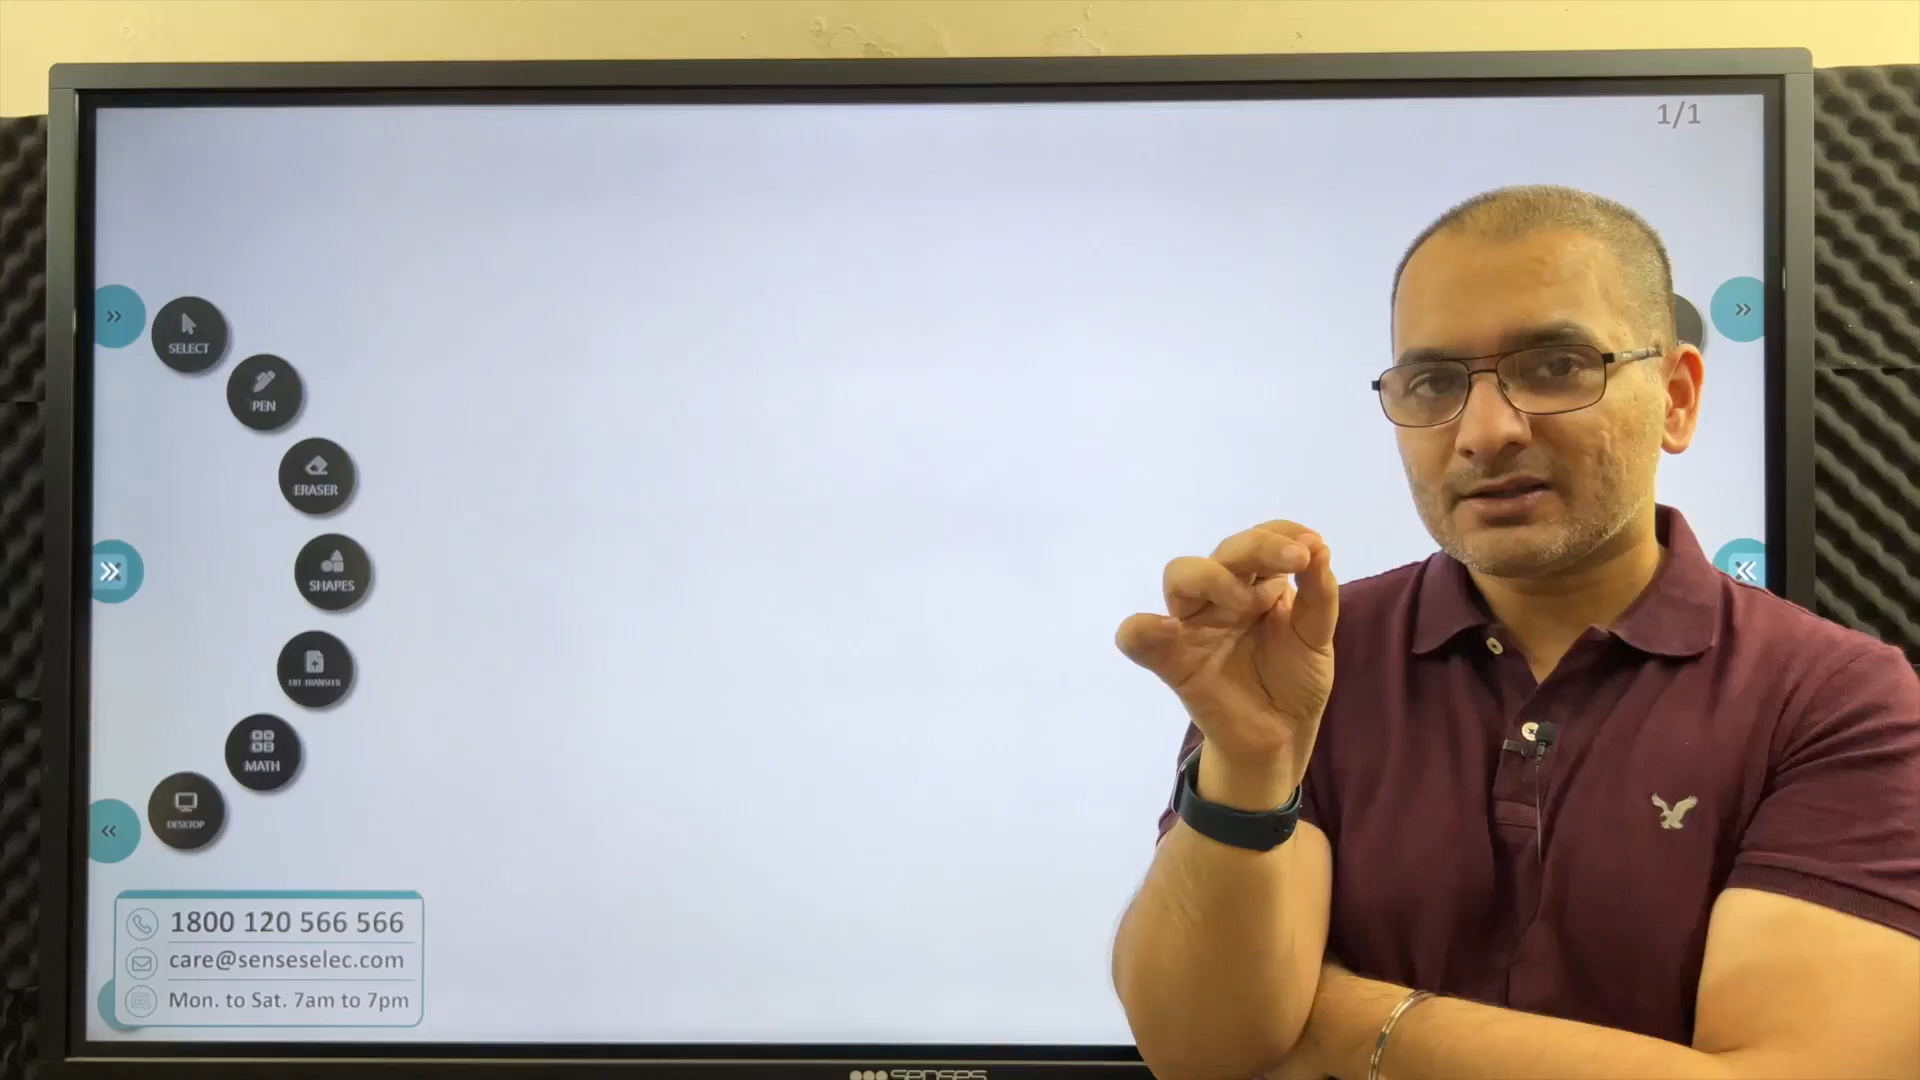 1/1
SELECT
PEN
ERASER
SHAPES
MATH
DESKTOP
1800 120 566 566
care@senseselec.com
Mon. to Sat. 7am to 7pm
senses